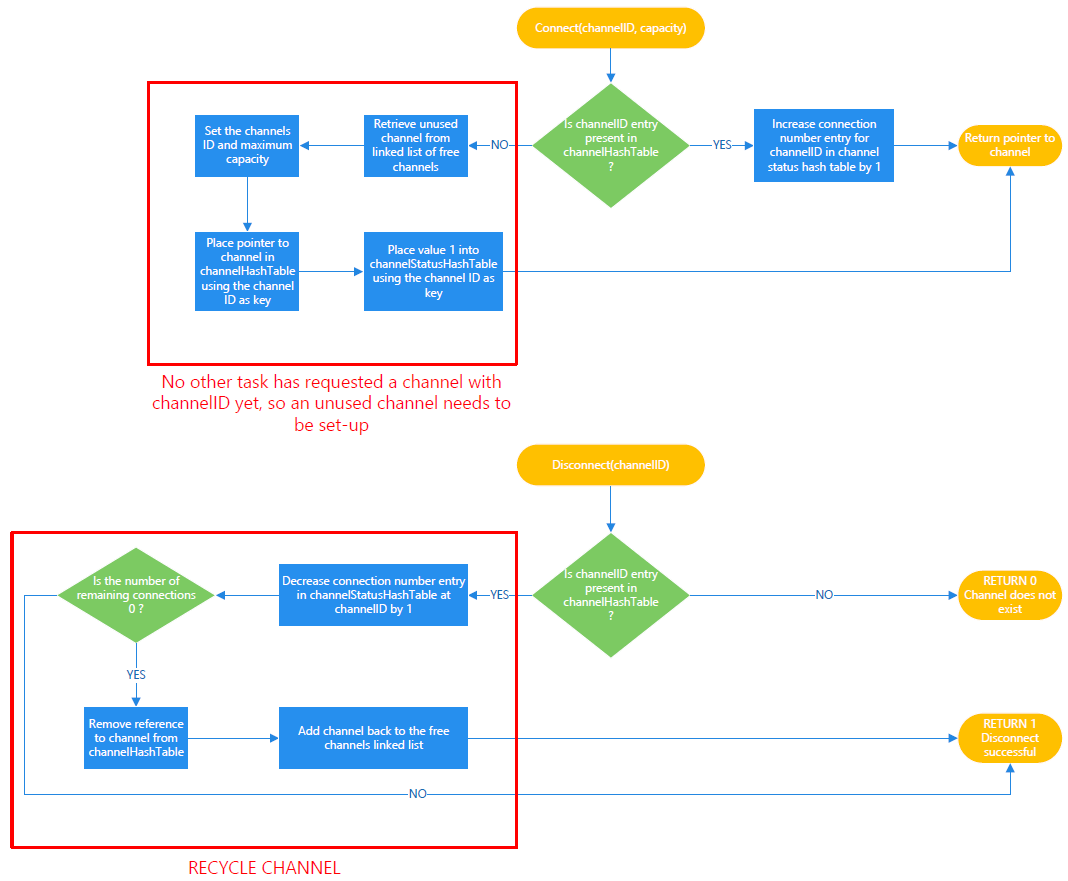 Connect(channelID, capacity)
Is channelID entry
present in
channelHashTable
?
NO
YES
Retrieve unused
channel from
linked list of free
channels
Set the channels
ID and maximum
capacity
Place pointer to
channel in
channelHashTable
using the channel
ID as key
Place value 1 into
channelStatusHashTable
using the channel ID as
key
Increase connection
number entry for
channelID in channel
status hash table by 1
Return pointer to
channel
No other task has requested a channel with
channelID yet, so an unused channel needs to
be set-up
Disconnect(channelID)
Is channelID entry
present in
channelHashTable
?
YES
NO
Decrease connection number entry
in channelStatusHashTable at
channelID by 1
Is the number of
remaining connections
0 ?
YES
Remove reference
to channel from
channelHashTable
Add channel back to the free
channels linked list
NO
RETURN 0
Channel does not
exist
RETURN 1
Disconnect
successful
RECYCLE CHANNEL